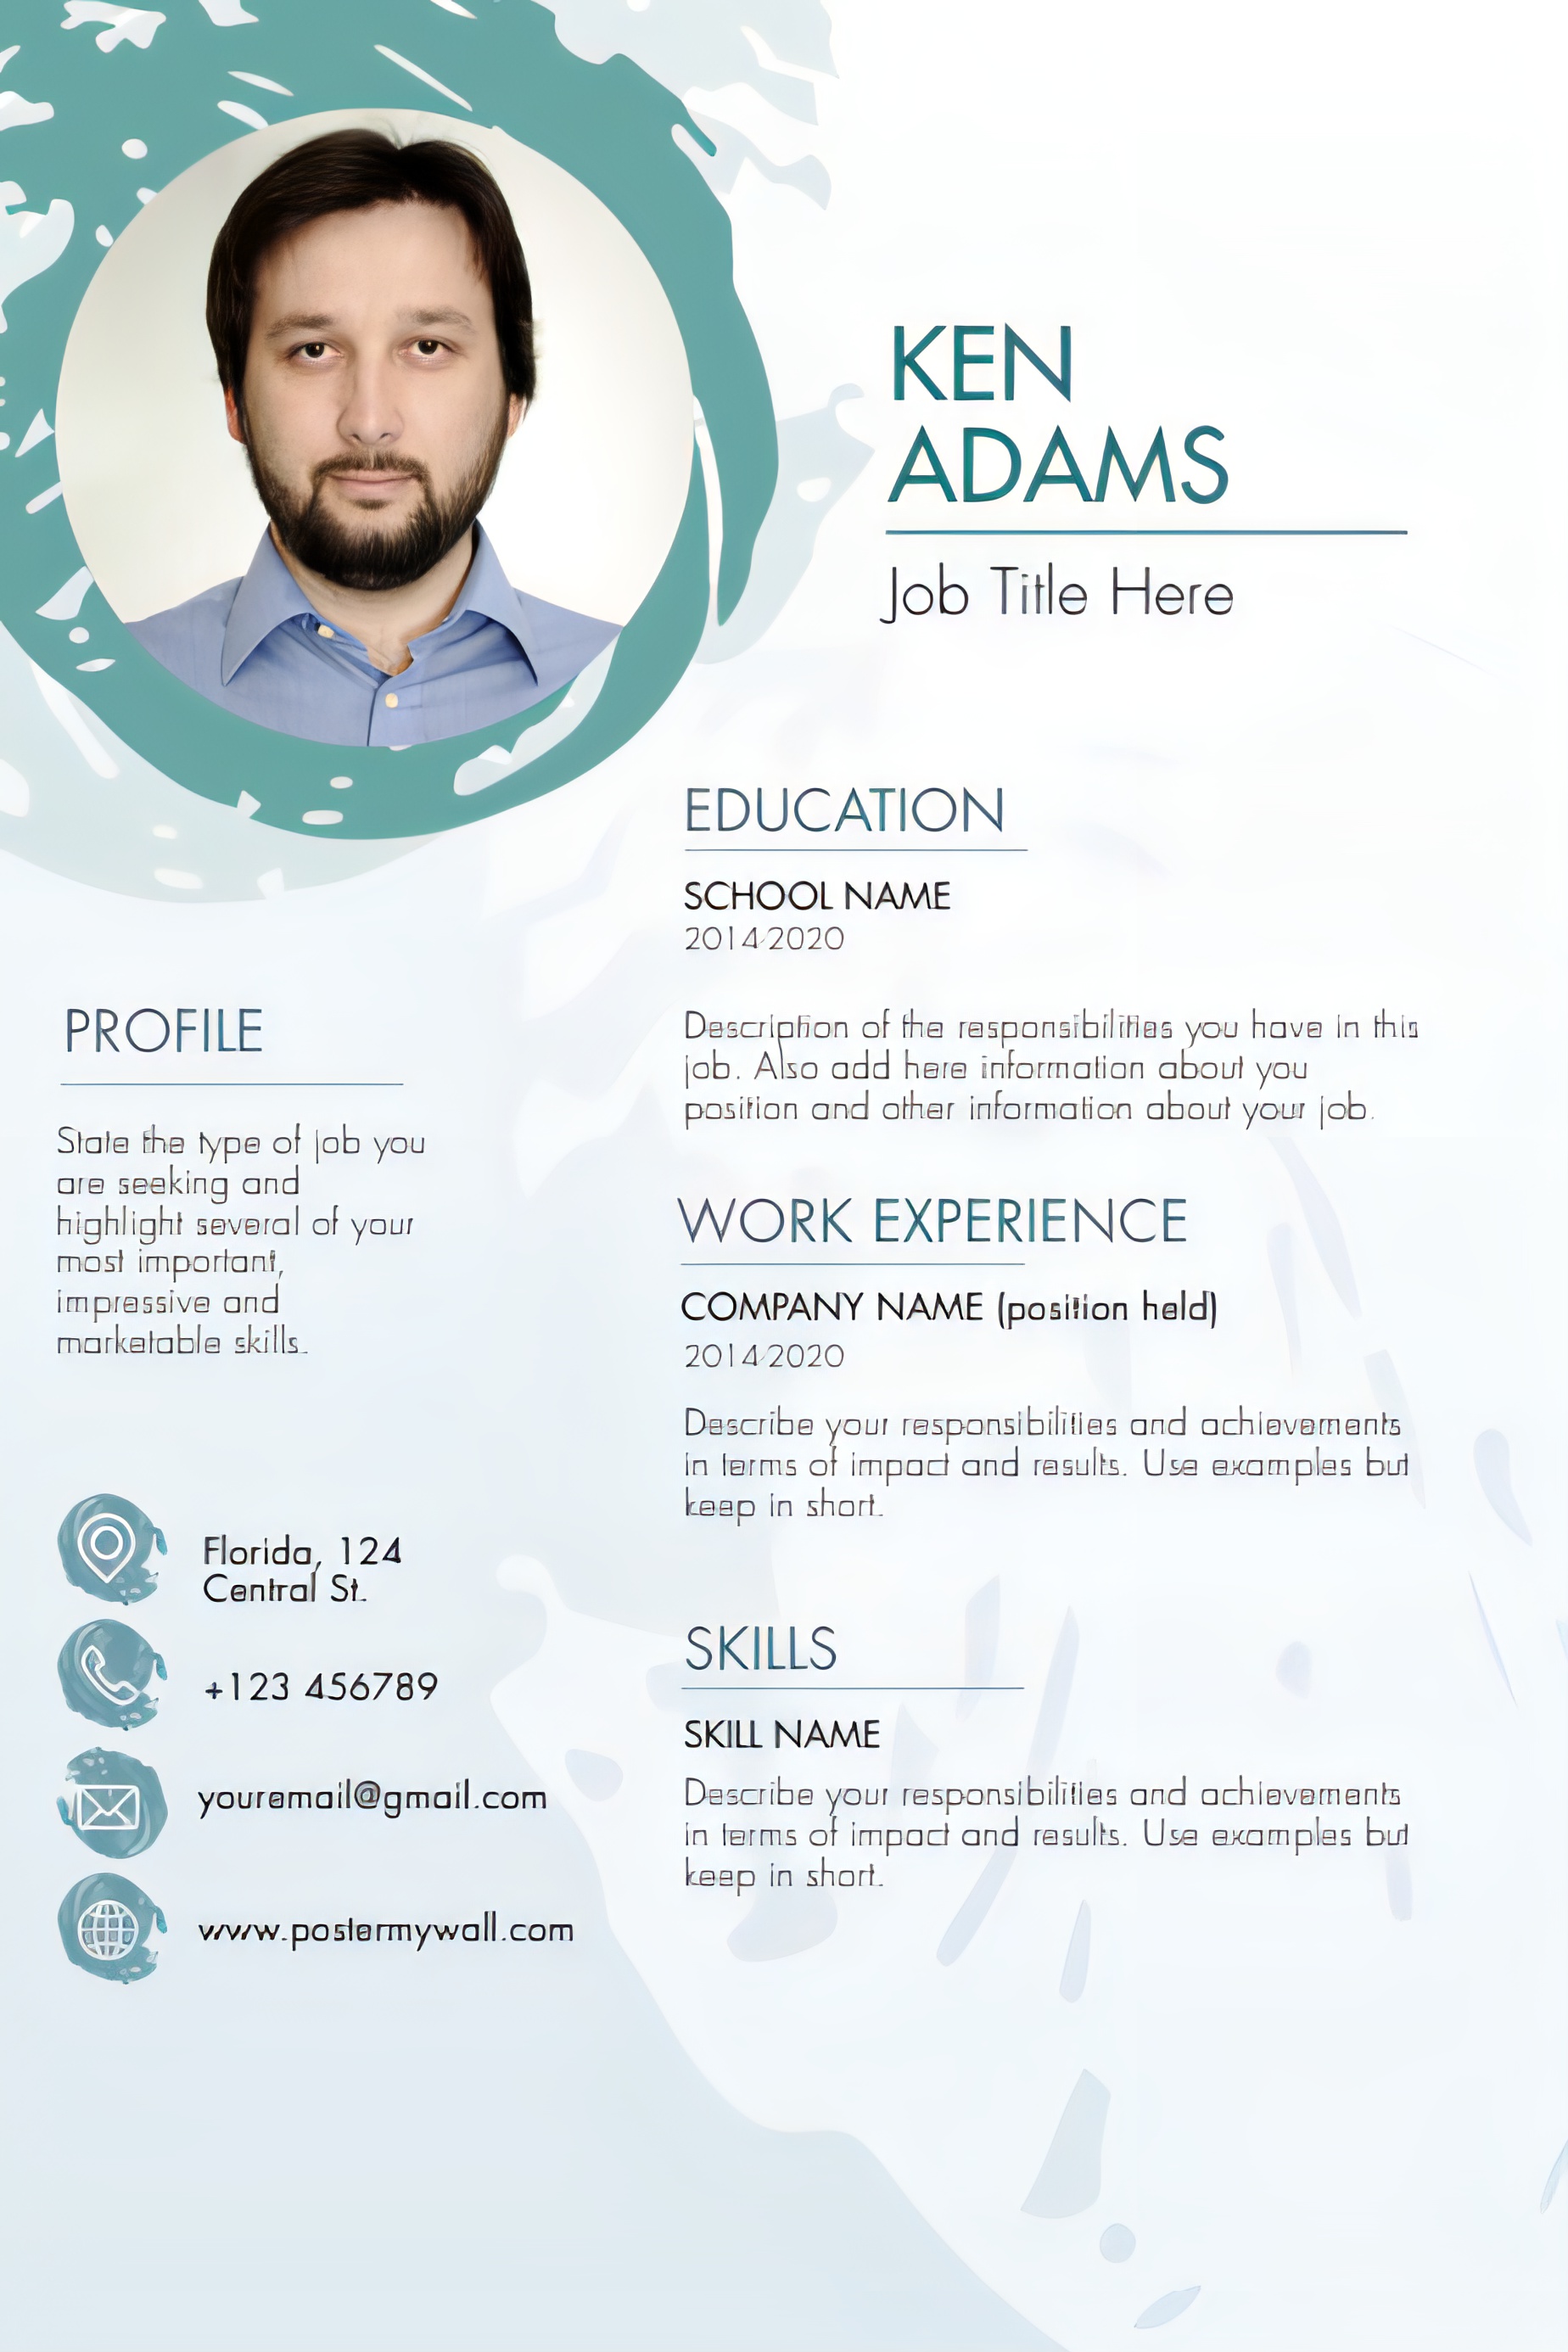 KEN
ADAMS
Job Title Here
EDUCATION
SCHOOL NAME
2014-2020
Description of the responsibilities you have in this
job. Also add here information about you
position and other information about your job.
PROFILE
State the type of job you
are seeking and
highlight several of your
most important,
impressive and
marketable skills.
WORK EXPERIENCE
COMPANY NAME (position held)
2014-2020
Describe your responsibilities and achievements
in terms of impact and results. Use examples but
keep in short.
Florida, 124
Central St.
+123 456789
youremail@gmail.com
www.postermywall.com
SKILLS
SKILL NAME
Describe your responsibilities and achievements
in terms of impact and results. Use examples but
keep in short.